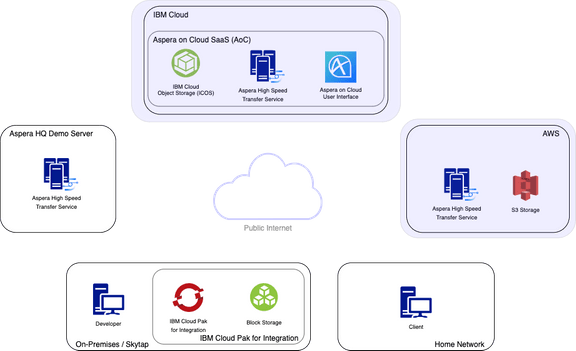 IBM Cloud
Aspera on Cloud SaaS (AoC)
IBM Cloud
Object Storage (ICOS)
Aspera High Speed
Transfer Service
Aspera on Cloud
User Interface
Aspera HQ Demo Server
Aspera High Speed
Transfer Service
AWS
Aspera High Speed
Transfer Service
S3 Storage
Public Internet
Developer
IBM Cloud Pak
for Integration
Block Storage
On-Premises / Skytap
IBM Cloud Pak for Integration
Client
Home Network